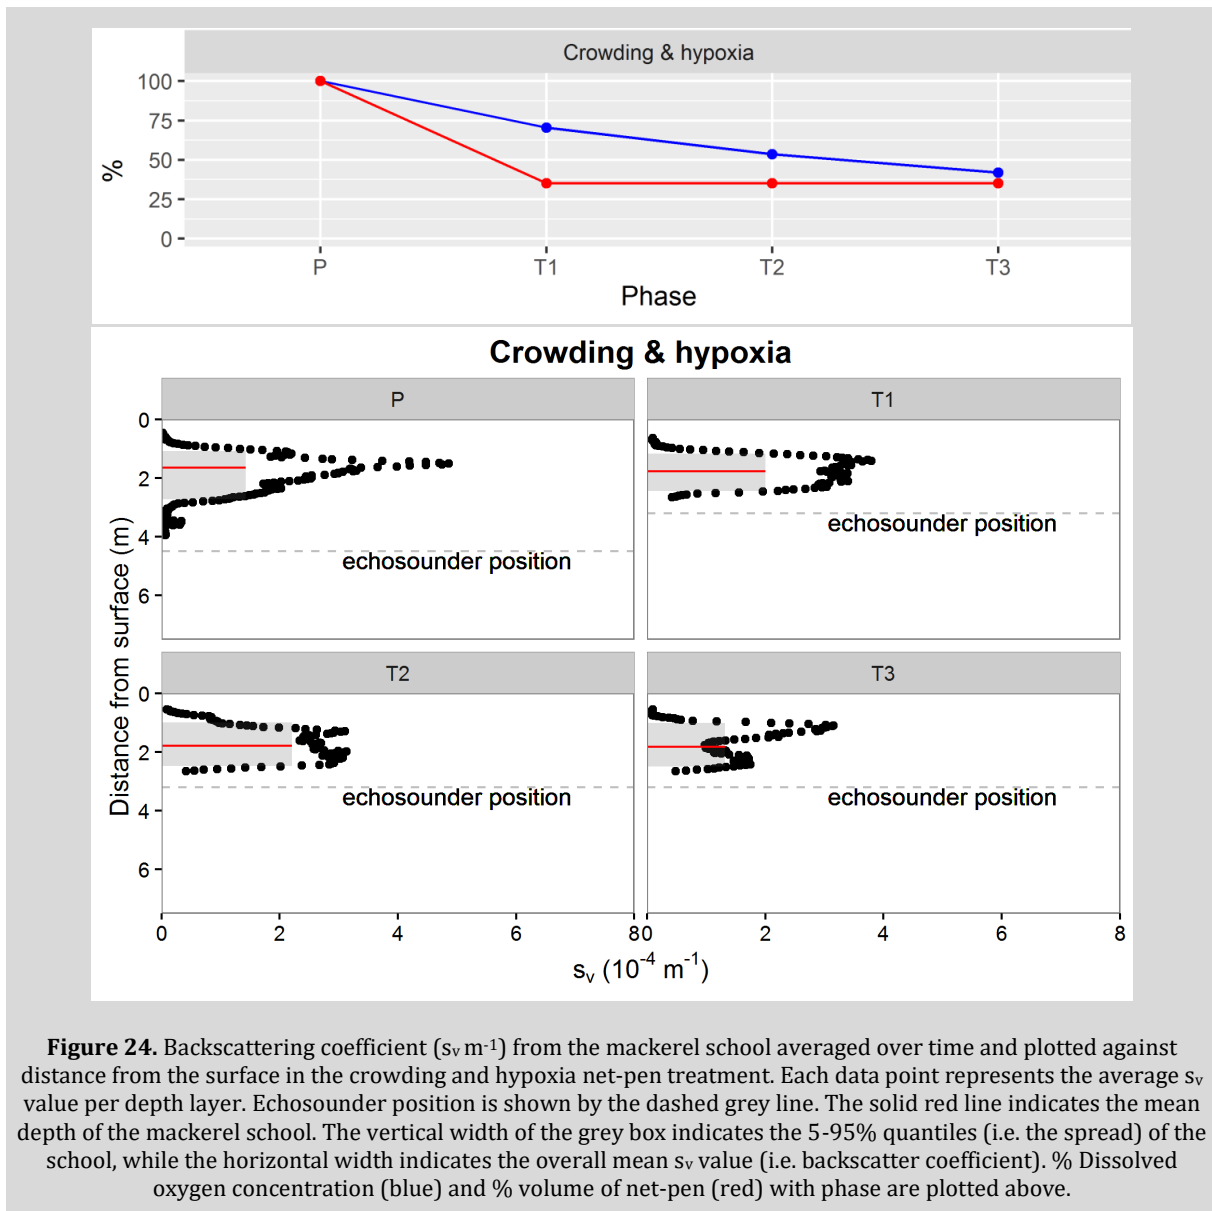 Crowding & hypoxia
100
75
50
25
0
%
P T1 T2 T3
Phase
Crowding & hypoxia
P T1
0
2
4
6
Distance from surface (m)
echosounder position
echosounder position
T2 T3
0
2
4
6
echosounder position
echosounder position
0 2 4 6 8 0 2 4 6 8
sᵥ (10⁻⁴ m⁻¹)
Figure 24. Backscattering coefficient (sᵥ m⁻¹) from the mackerel school averaged over time and plotted against
distance from the surface in the crowding and hypoxia net-pen treatment. Each data point represents the average sᵥ
value per depth layer. Echosounder position is shown by the dashed grey line. The solid red line indicates the mean
depth of the mackerel school. The vertical width of the grey box indicates the 5-95% quantiles (i.e. the spread) of the
school, while the horizontal width indicates the overall mean sᵥ value (i.e. backscatter coefficient). % Dissolved
oxygen concentration (blue) and % volume of net-pen (red) with phase are plotted above.